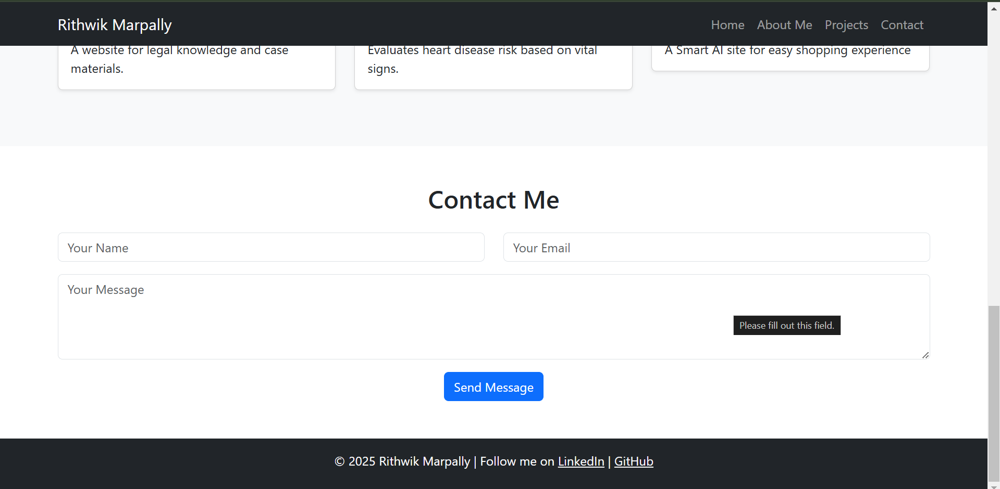 Rithwik Marpally
Home About Me Projects Contact
A website for legal knowledge and case
materials.
Evaluates heart disease risk based on vital
signs.
A Smart AI site for easy shopping experience
Contact Me
Your Name
Your Email
Your Message
Please fill out this field.
Send Message
© 2025 Rithwik Marpally | Follow me on LinkedIn | GitHub